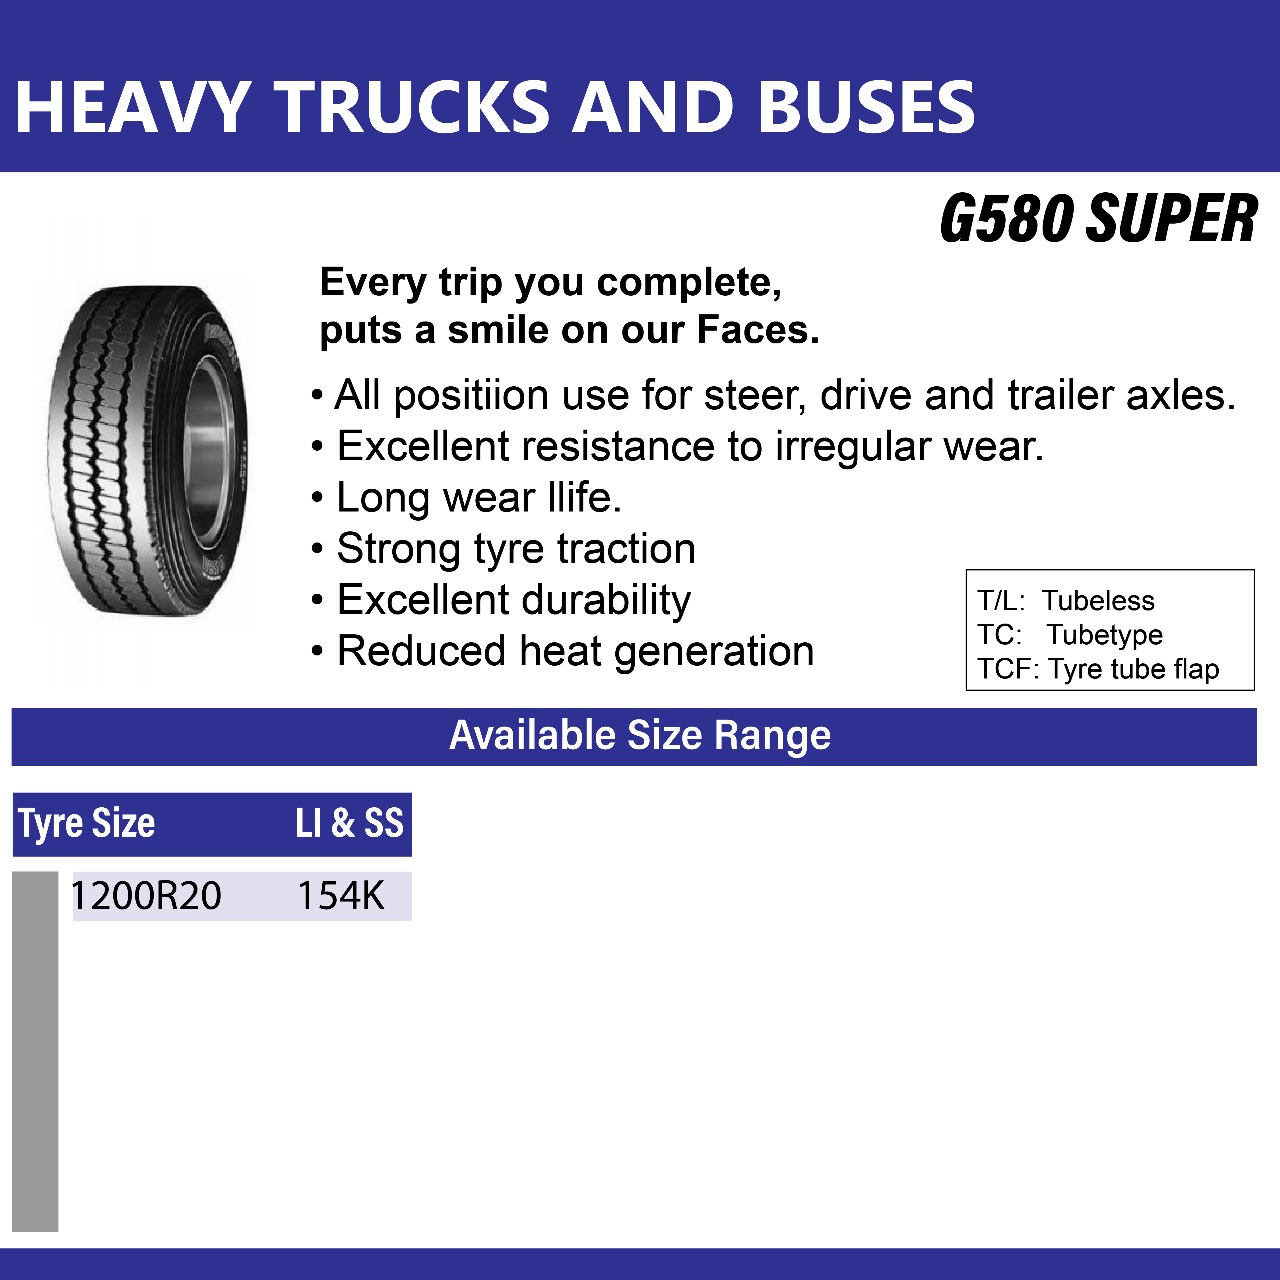 HEAVY TRUCKS AND BUSES
G580 SUPER
Every trip you complete,
puts a smile on our Faces.
• All positiion use for steer, drive and trailer axles.
• Excellent resistance to irregular wear.
• Long wear llife.
• Strong tyre traction
• Excellent durability
• Reduced heat generation
T/L: Tubeless
TC: Tubetype
TCF: Tyre tube flap
Available Size Range
Tyre Size LI & SS
1200R20 154K